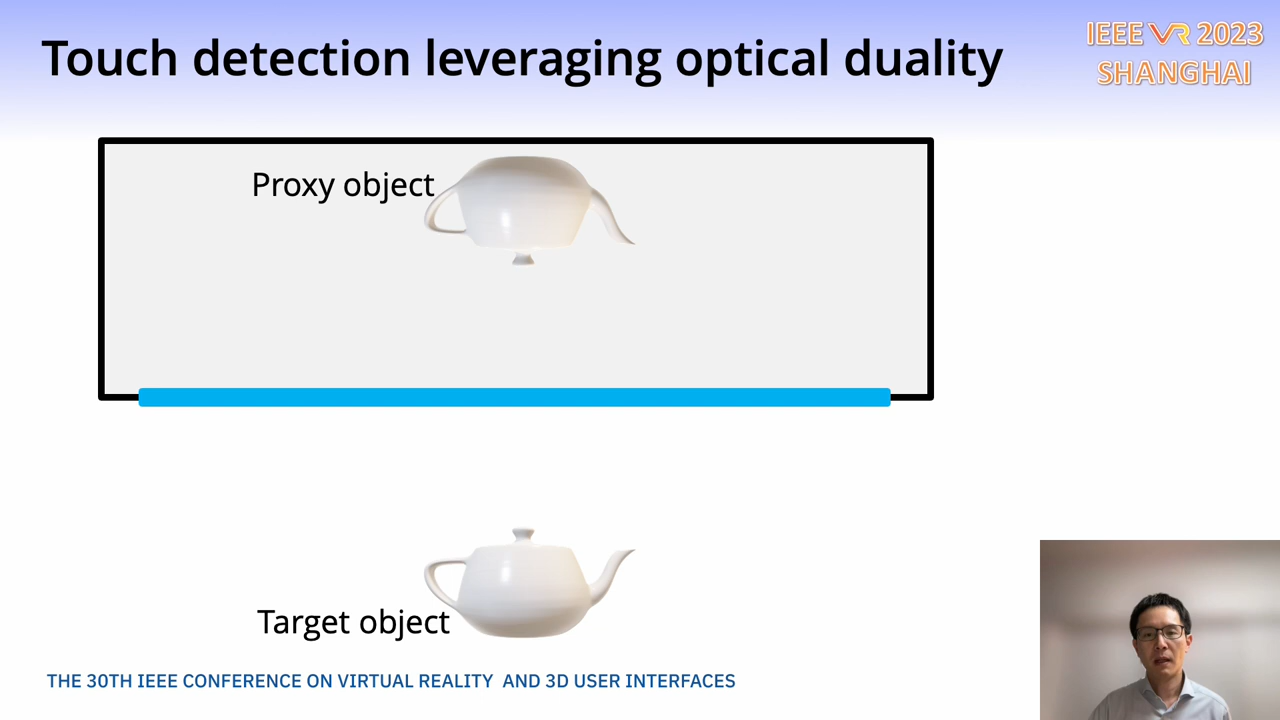 Touch detection leveraging optical duality
IEEE VR 2023
SHANGHAI
Proxy object
Target object
THE 30TH IEEE CONFERENCE ON VIRTUAL REALITY AND 3D USER INTERFACES